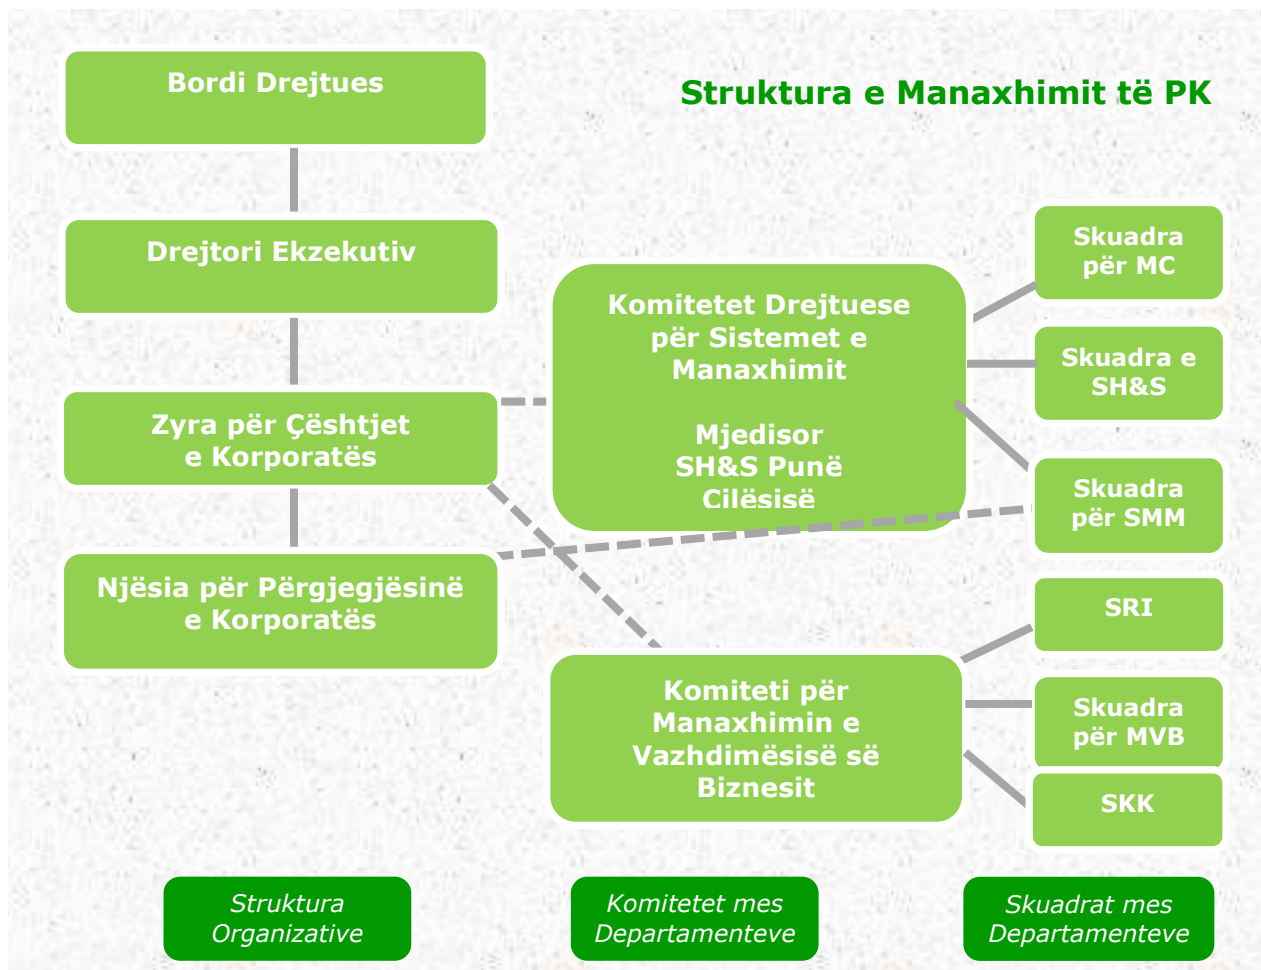 Bordi Drejtues
Struktura e Manaxhimit të PK
Drejtori Ekzekutiv
Zyra për Çështjet
e Korporatës
Njësia për Përgjegjësinë
e Korporatës
Komitetet Drejtuese
për Sistemet e
Manaxhimit
Mjedisor
SH&S Punë
Cilësisë
Komiteti për
Manaxhimin e
Vazhdimësisë së
Biznesit
Skuadra
për MC
Skuadra e
SH&S
Skuadra
për SMM
SRI
Skuadra
për MVB
SKK
Struktura
Organizative
Komitetet mes
Departamenteve
Skuadrat mes
Departamenteve